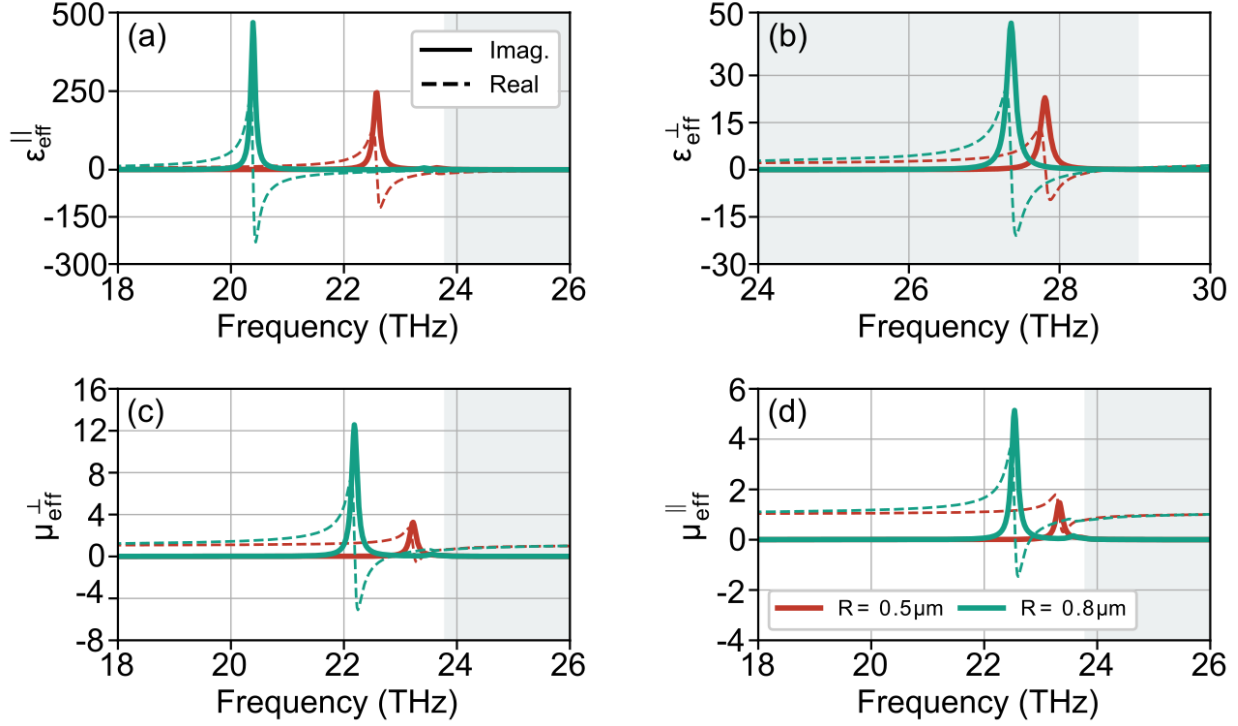 (a)
Imag.
Real
500
250
0
-150
-300
18
20
22
24
26
Frequency (THz)
ε∥eff
(b)
50
30
15
0
-15
-30
24
26
28
30
Frequency (THz)
ε⊥eff
(c)
16
12
8
4
0
-4
-8
18
20
22
24
26
Frequency (THz)
μ⊥eff
(d)
6
4
2
0
-2
-4
R = 0.5μm
R = 0.8μm
18
20
22
24
26
Frequency (THz)
μ∥eff